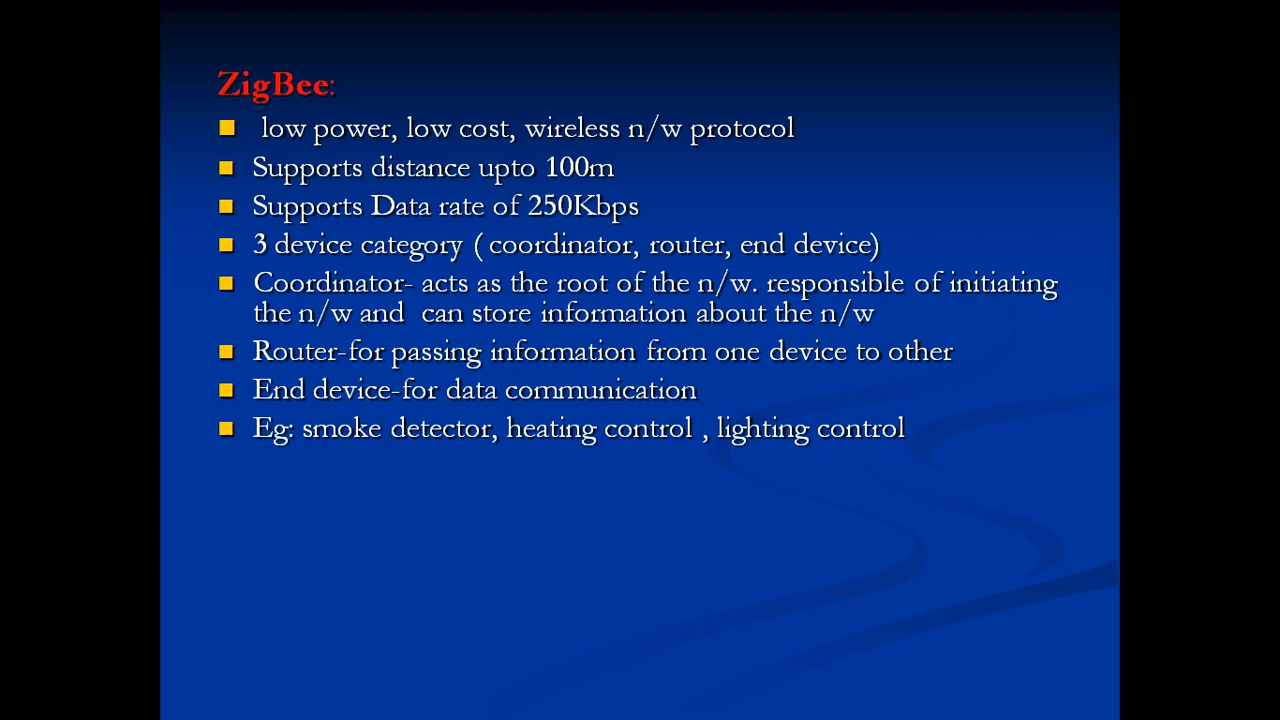 ZigBee:
low power, low cost, wireless n/w protocol
Supports distance upto 100m
Supports Data rate of 250Kbps
3 device category ( coordinator, router, end device)
Coordinator- acts as the root of the n/w. responsible of initiating
the n/w and can store information about the n/w
Router-for passing information from one device to other
End device-for data communication
Eg: smoke detector, heating control , lighting control